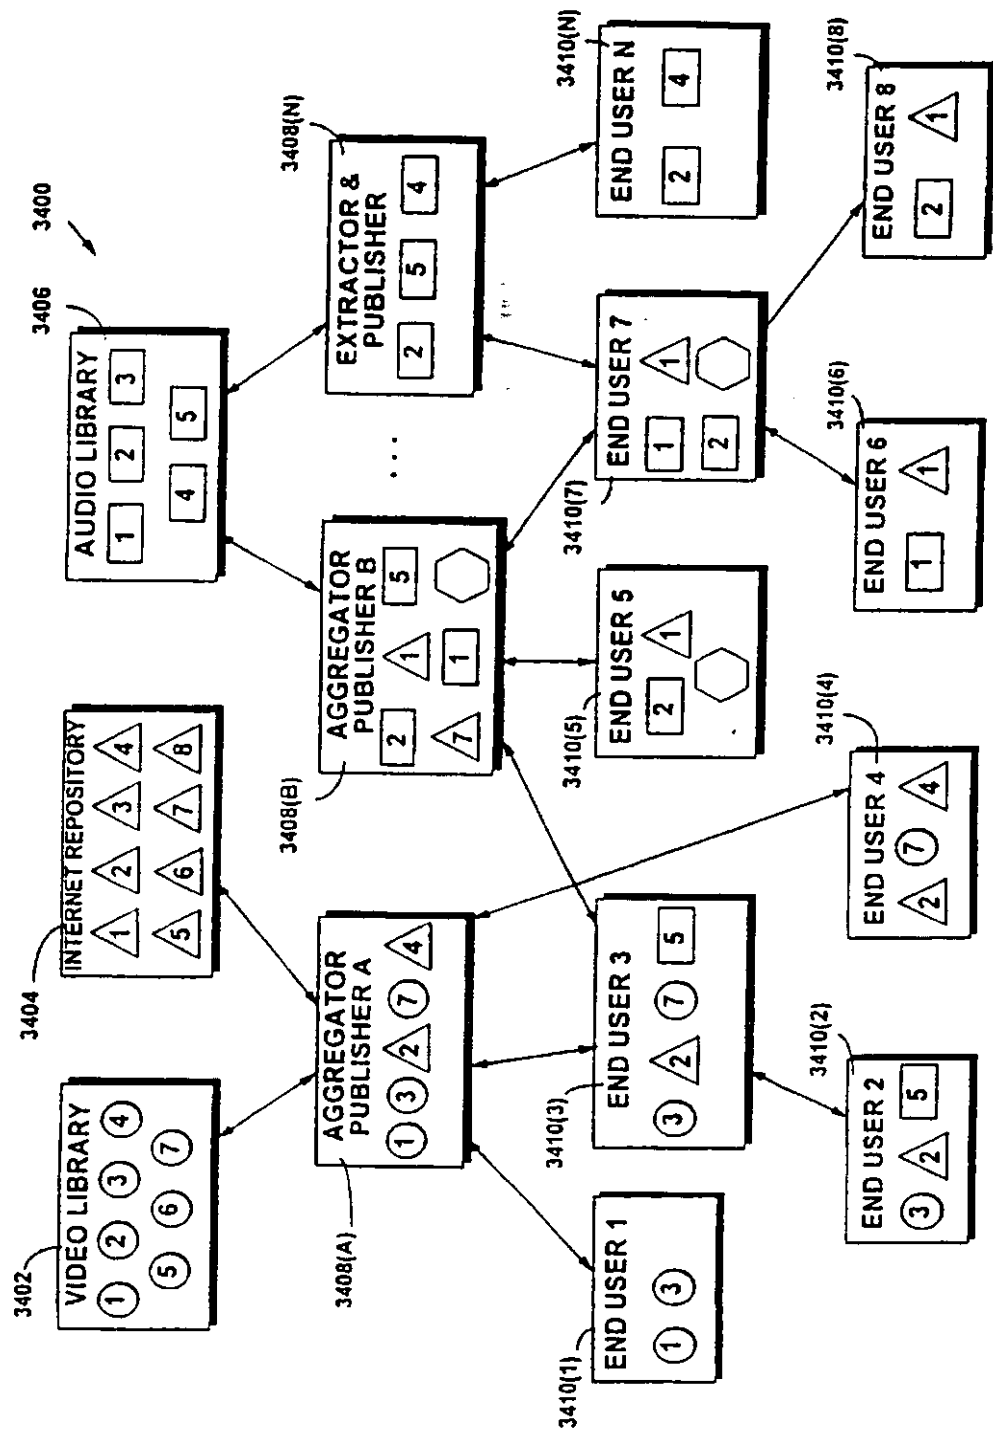 3400
3402
VIDEO LIBRARY
1 2 3 4
5 6 7
3404
INTERNET REPOSITORY
1 2 3 4
5 6 7 8
3406
AUDIO LIBRARY
1 2 3
4 5
3408(A)
AGGREGATOR
PUBLISHER A
1 3 2 7 4
3408(B)
AGGREGATOR
PUBLISHER B
2 1 5
7 1
...
3408(N)
EXTRACTOR &
PUBLISHER
2 5 4
3410(1)
END USER 1
1 3
3410(3)
END USER 3
3 2 7 5
3410(5)
END USER 5
2 1
3410(7)
END USER 7
1 1
2
3410(N)
END USER N
2 4
3410(2)
END USER 2
3 2 5
3410(4)
END USER 4
2 7 4
3410(6)
END USER 6
1 1
3410(8)
END USER 8
2 1